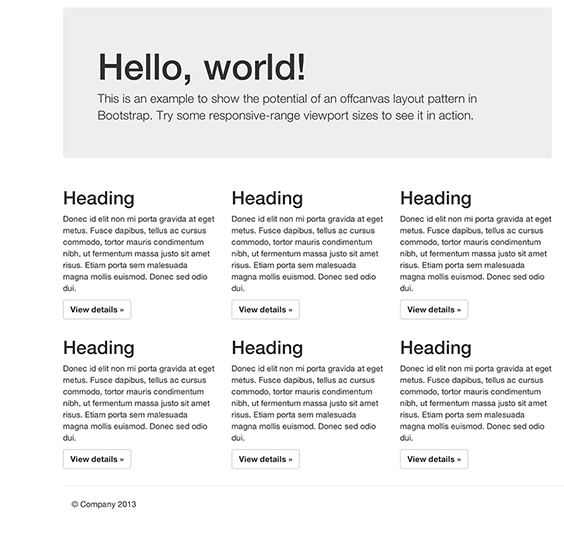 Hello, world!
This is an example to show the potential of an offcanvas layout pattern in
Bootstrap. Try some responsive-range viewport sizes to see it in action.
Heading
Donec id elit non mi porta gravida at eget
metus. Fusce dapibus, tellus ac cursus
commodo, tortor mauris condimentum
nibh, ut fermentum massa justo sit amet
risus. Etiam porta sem malesuada
magna mollis euismod. Donec sed odio
dui.
View details »
Heading
Donec id elit non mi porta gravida at eget
metus. Fusce dapibus, tellus ac cursus
commodo, tortor mauris condimentum
nibh, ut fermentum massa justo sit amet
risus. Etiam porta sem malesuada
magna mollis euismod. Donec sed odio
dui.
View details »
Heading
Donec id elit non mi porta gravida at eget
metus. Fusce dapibus, tellus ac cursus
commodo, tortor mauris condimentum
nibh, ut fermentum massa justo sit amet
risus. Etiam porta sem malesuada
magna mollis euismod. Donec sed odio
dui.
View details »
Heading
Donec id elit non mi porta gravida at eget
metus. Fusce dapibus, tellus ac cursus
commodo, tortor mauris condimentum
nibh, ut fermentum massa justo sit amet
risus. Etiam porta sem malesuada
magna mollis euismod. Donec sed odio
dui.
View details »
Heading
Donec id elit non mi porta gravida at eget
metus. Fusce dapibus, tellus ac cursus
commodo, tortor mauris condimentum
nibh, ut fermentum massa justo sit amet
risus. Etiam porta sem malesuada
magna mollis euismod. Donec sed odio
dui.
View details »
Heading
Donec id elit non mi porta gravida at eget
metus. Fusce dapibus, tellus ac cursus
commodo, tortor mauris condimentum
nibh, ut fermentum massa justo sit amet
risus. Etiam porta sem malesuada
magna mollis euismod. Donec sed odio
dui.
View details »
© Company 2013